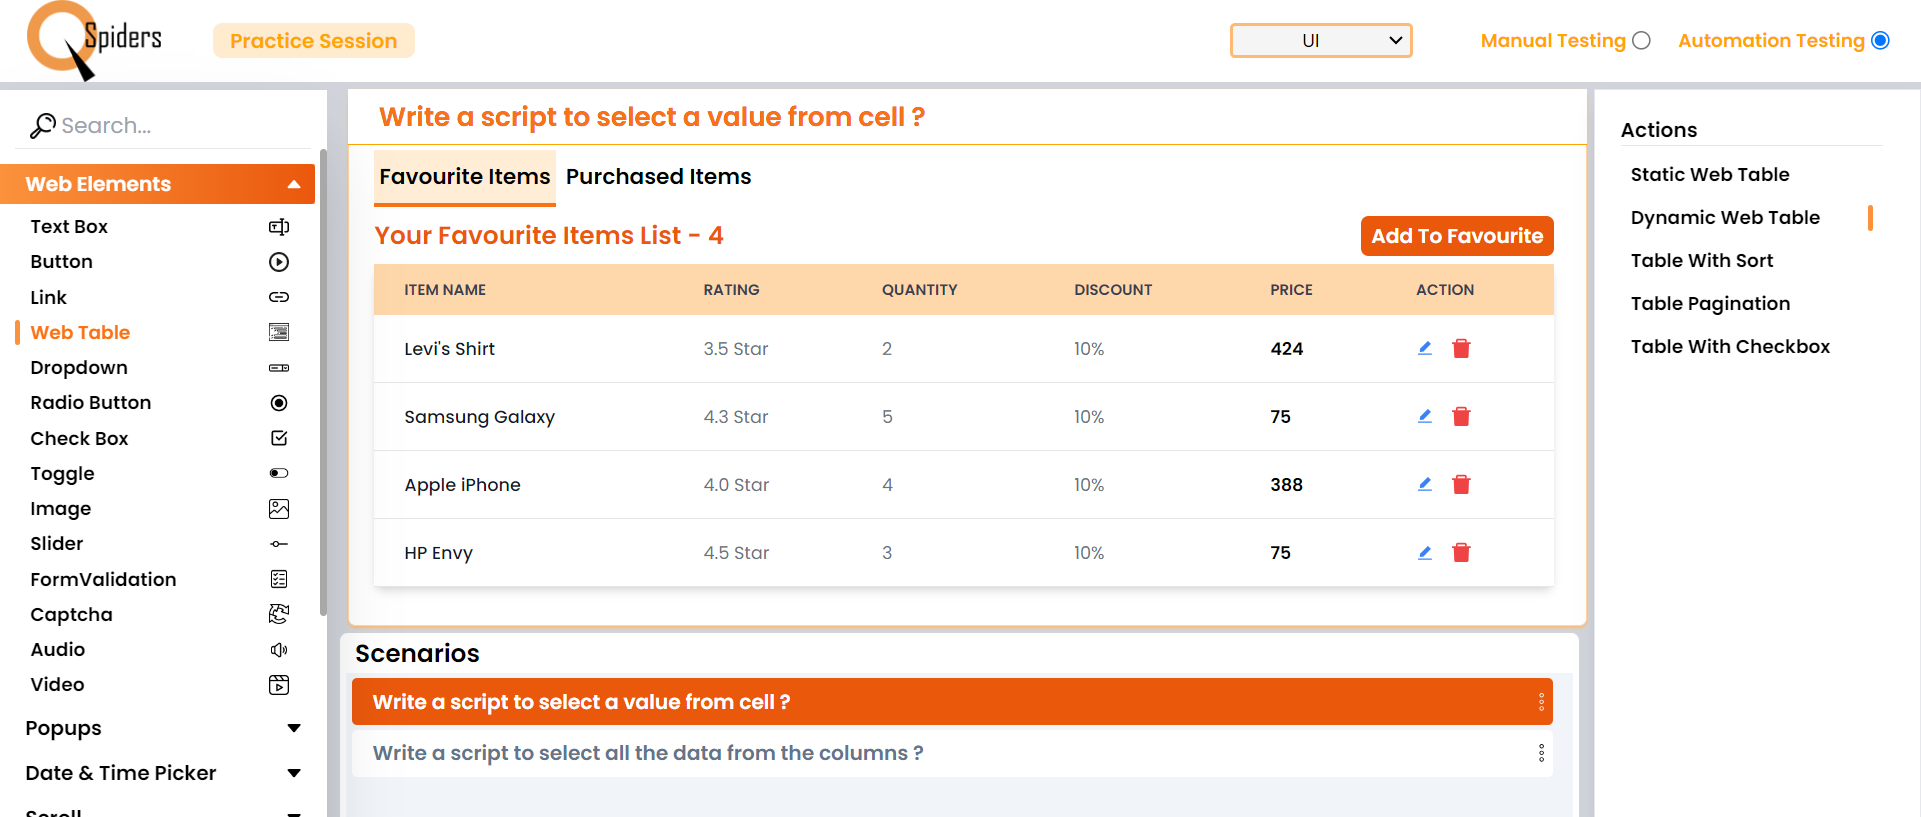 Spiders
Practice Session
UI
Manual Testing
Automation Testing
Search...
Web Elements
Text Box
Button
Link
Web Table
Dropdown
Radio Button
Check Box
Toggle
Image
Slider
FormValidation
Captcha
Audio
Video
Popups
Date & Time Picker
Scroll
Write a script to select a value from cell ?
Favourite Items Purchased Items
Your Favourite Items List - 4
Add To Favourite
ITEM NAME RATING QUANTITY DISCOUNT PRICE ACTION
Levi's Shirt 3.5 Star 2 10% 424
Samsung Galaxy 4.3 Star 5 10% 75
Apple iPhone 4.0 Star 4 10% 388
HP Envy 4.5 Star 3 10% 75
Scenarios
Write a script to select a value from cell ?
Write a script to select all the data from the columns ?
Actions
Static Web Table
Dynamic Web Table
Table With Sort
Table Pagination
Table With Checkbox